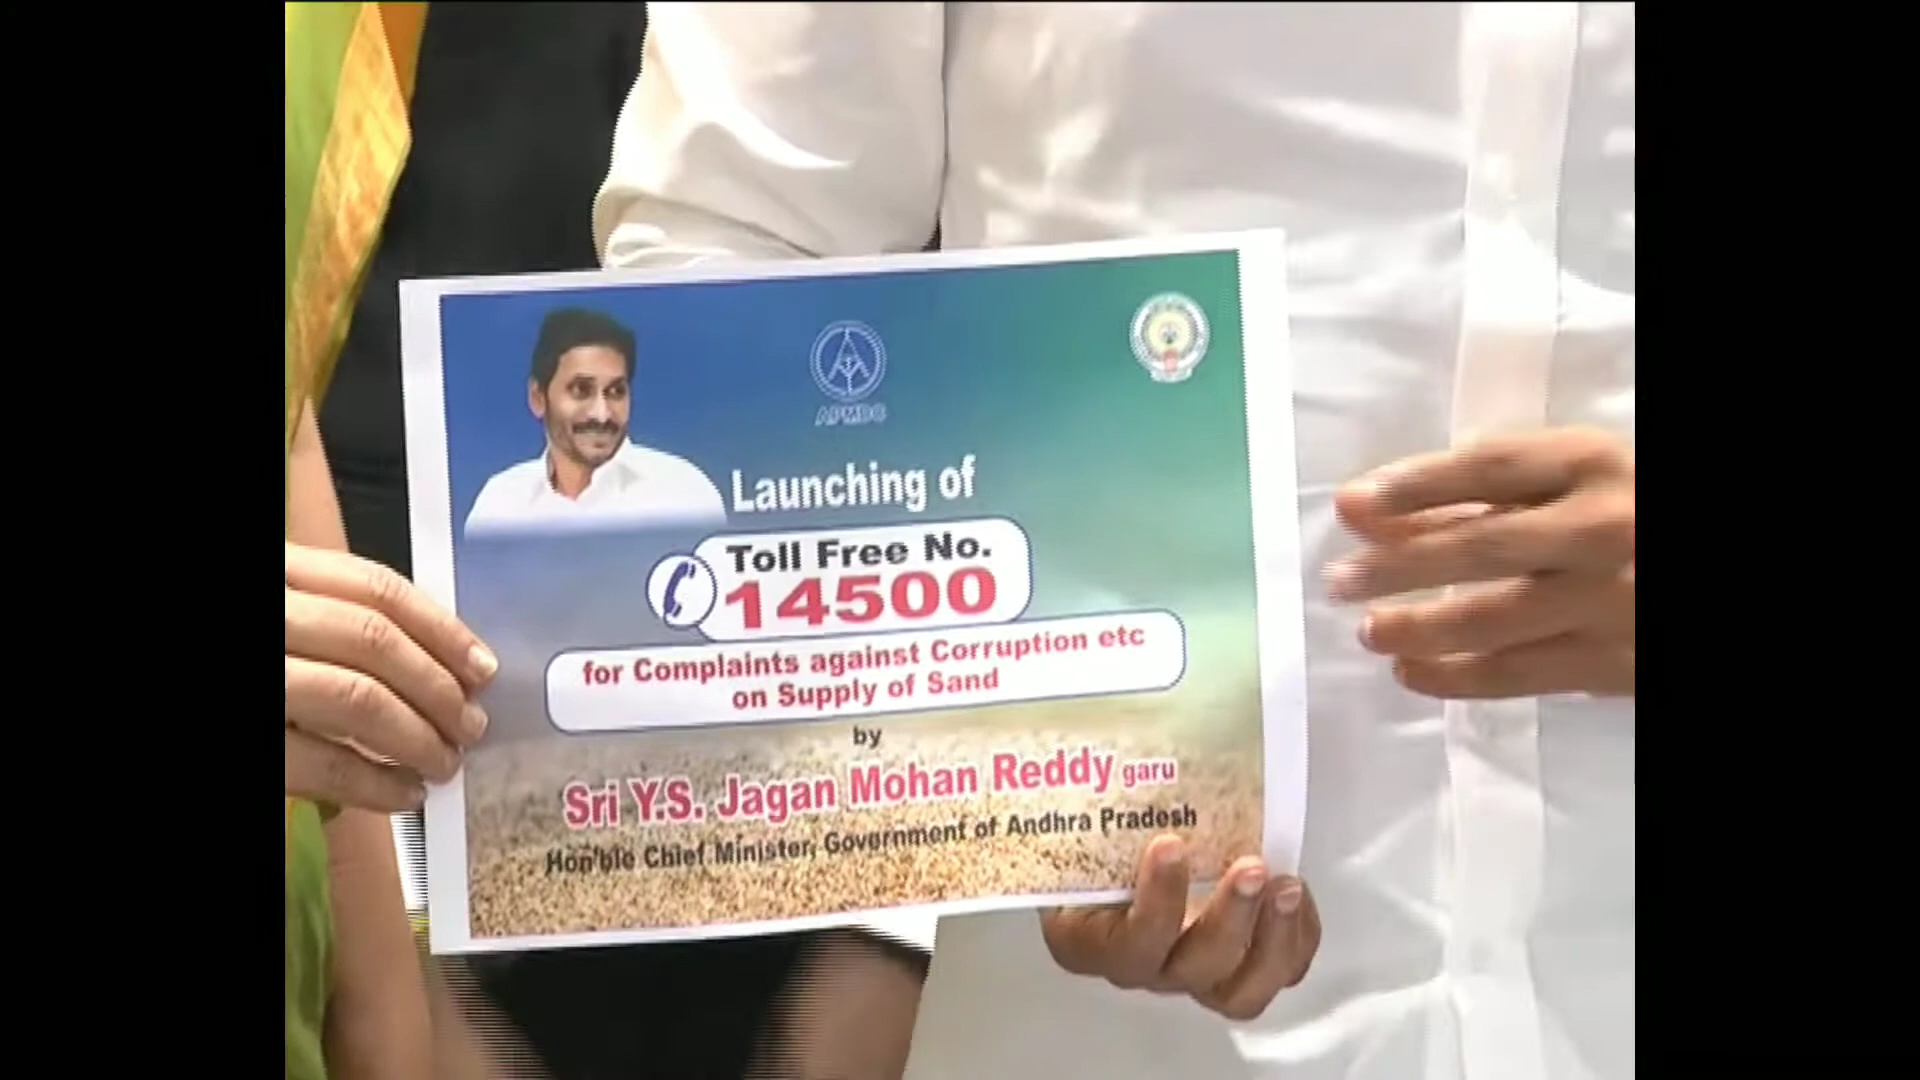 APMDC
Launching of
Toll Free No.
14500
for Complaints against Corruption etc
on Supply of Sand
by
Sri Y.S. Jagan Mohan Reddy garu
Hon'ble Chief Minister, Government of Andhra Pradesh